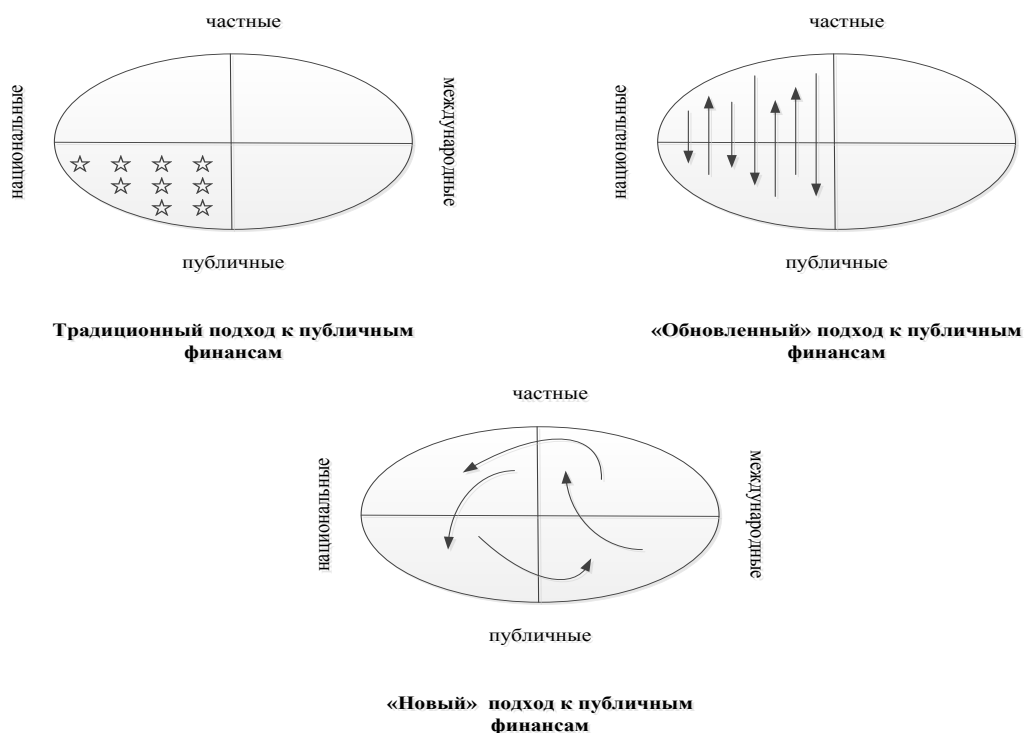 частные
национальные
международные
публичные
Традиционный подход к публичным
финансам
частные
национальные
публичные
«Обновленный» подход к публичным
финансам
частные
национальные
международные
публичные
«Новый» подход к публичным
финансам